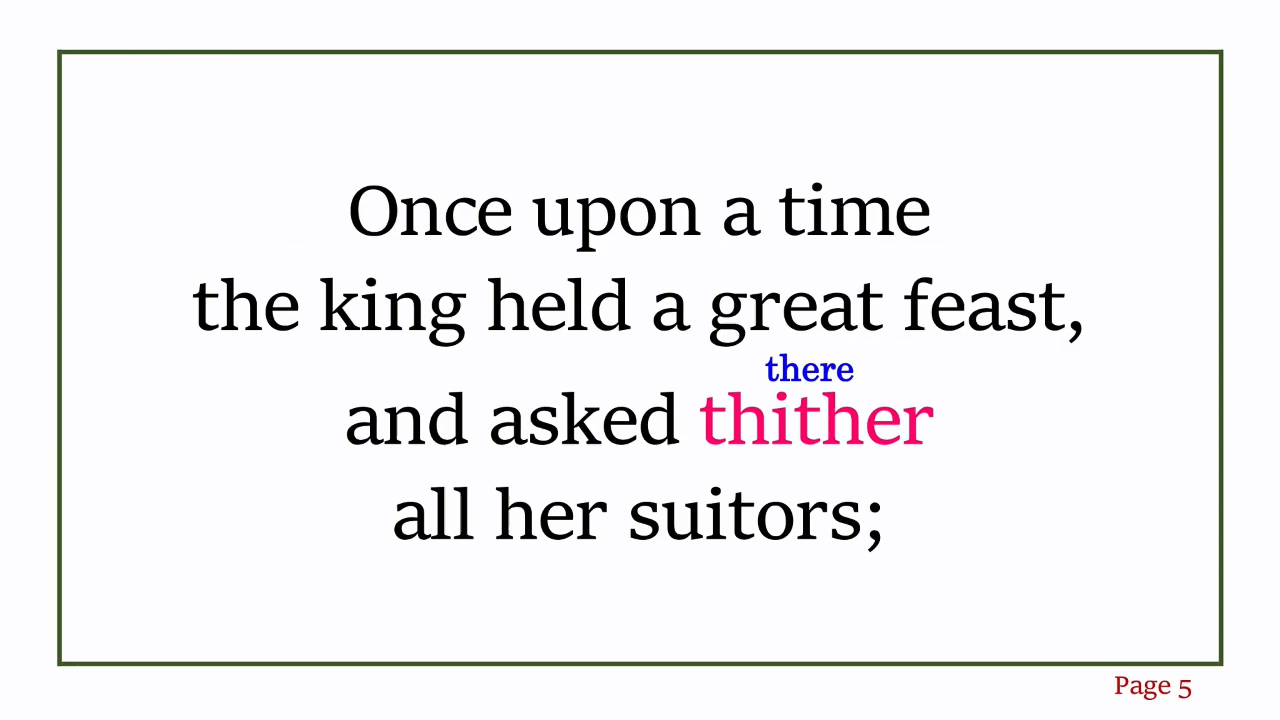 Once upon a time
the king held a great feast,
there
and asked thither
all her suitors;
Page 5